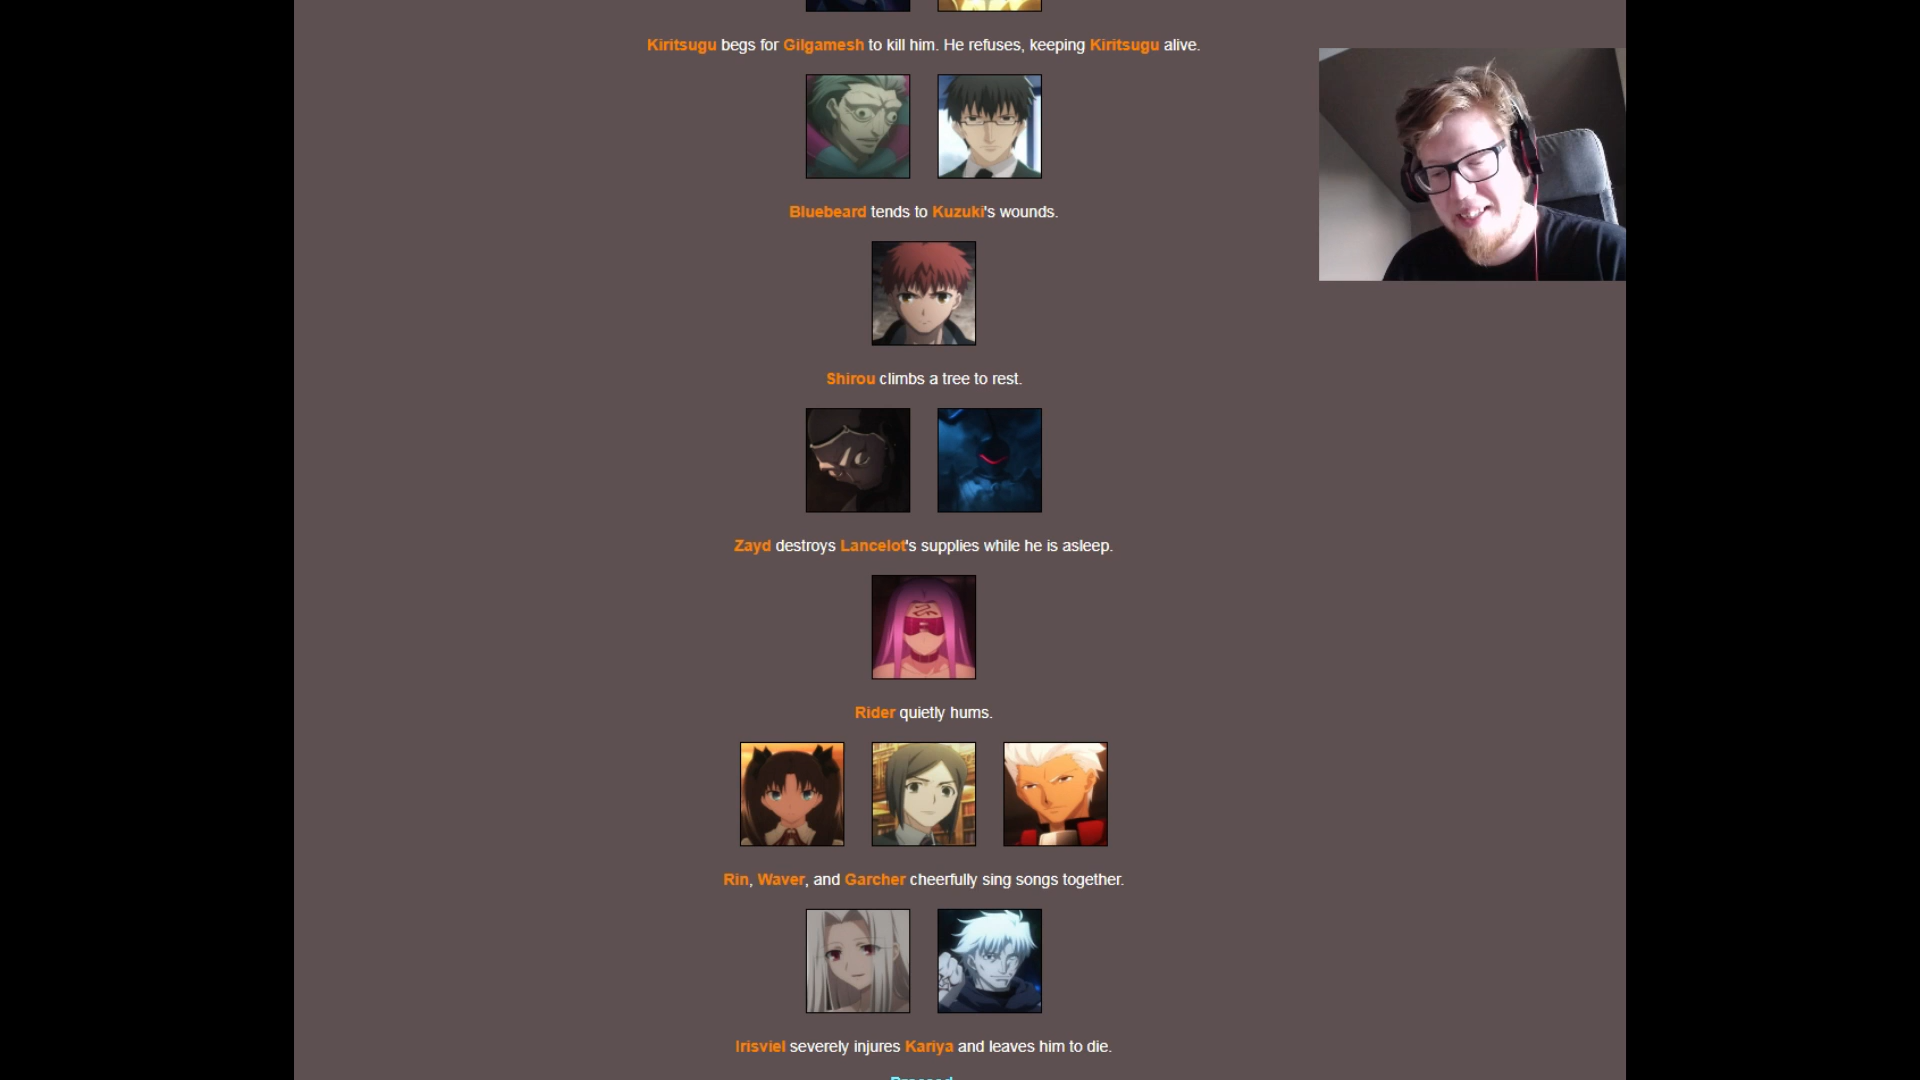 Kiritsugu begs for Gilgamesh to kill him. He refuses, keeping Kiritsugu alive.
Bluebeard tends to Kuzuki's wounds.
Shirou climbs a tree to rest.
Zayd destroys Lancelot's supplies while he is asleep.
Rider quietly hums.
Rin, Waver, and Garcher cheerfully sing songs together.
Irisviel severely injures Kariya and leaves him to die.